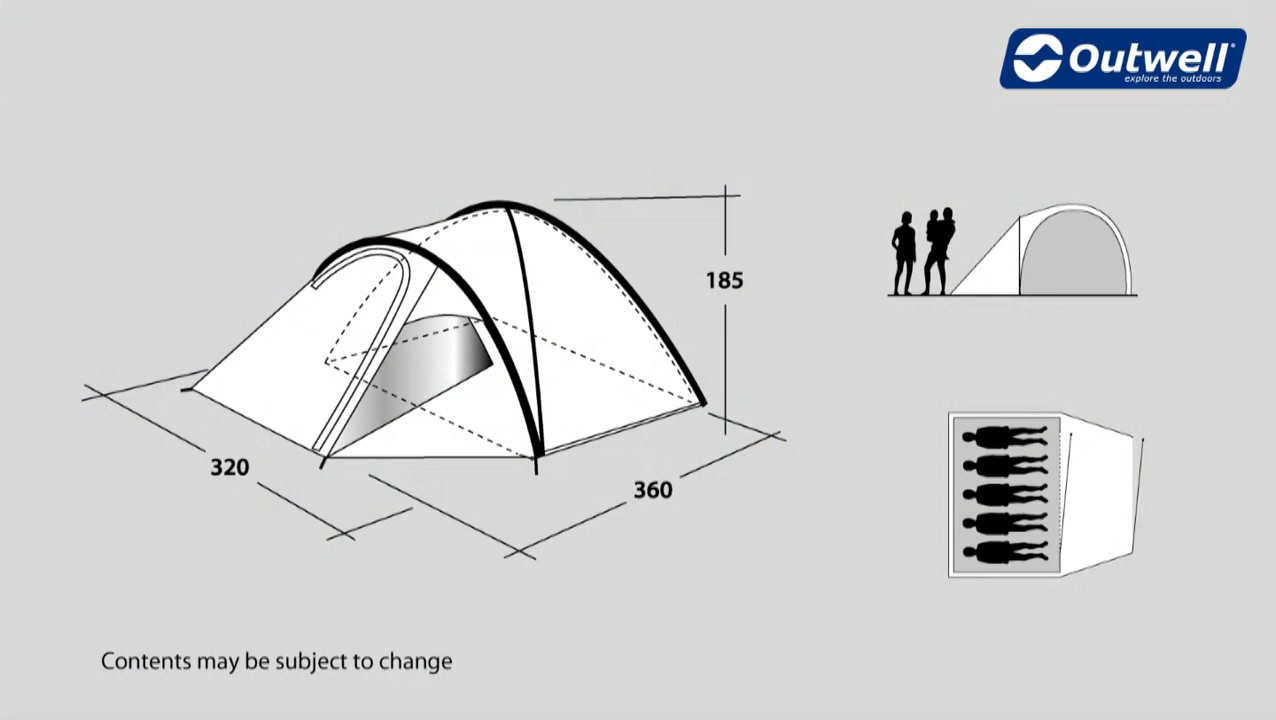 Outwell
explore the outdoors
185
320
360
Contents may be subject to change